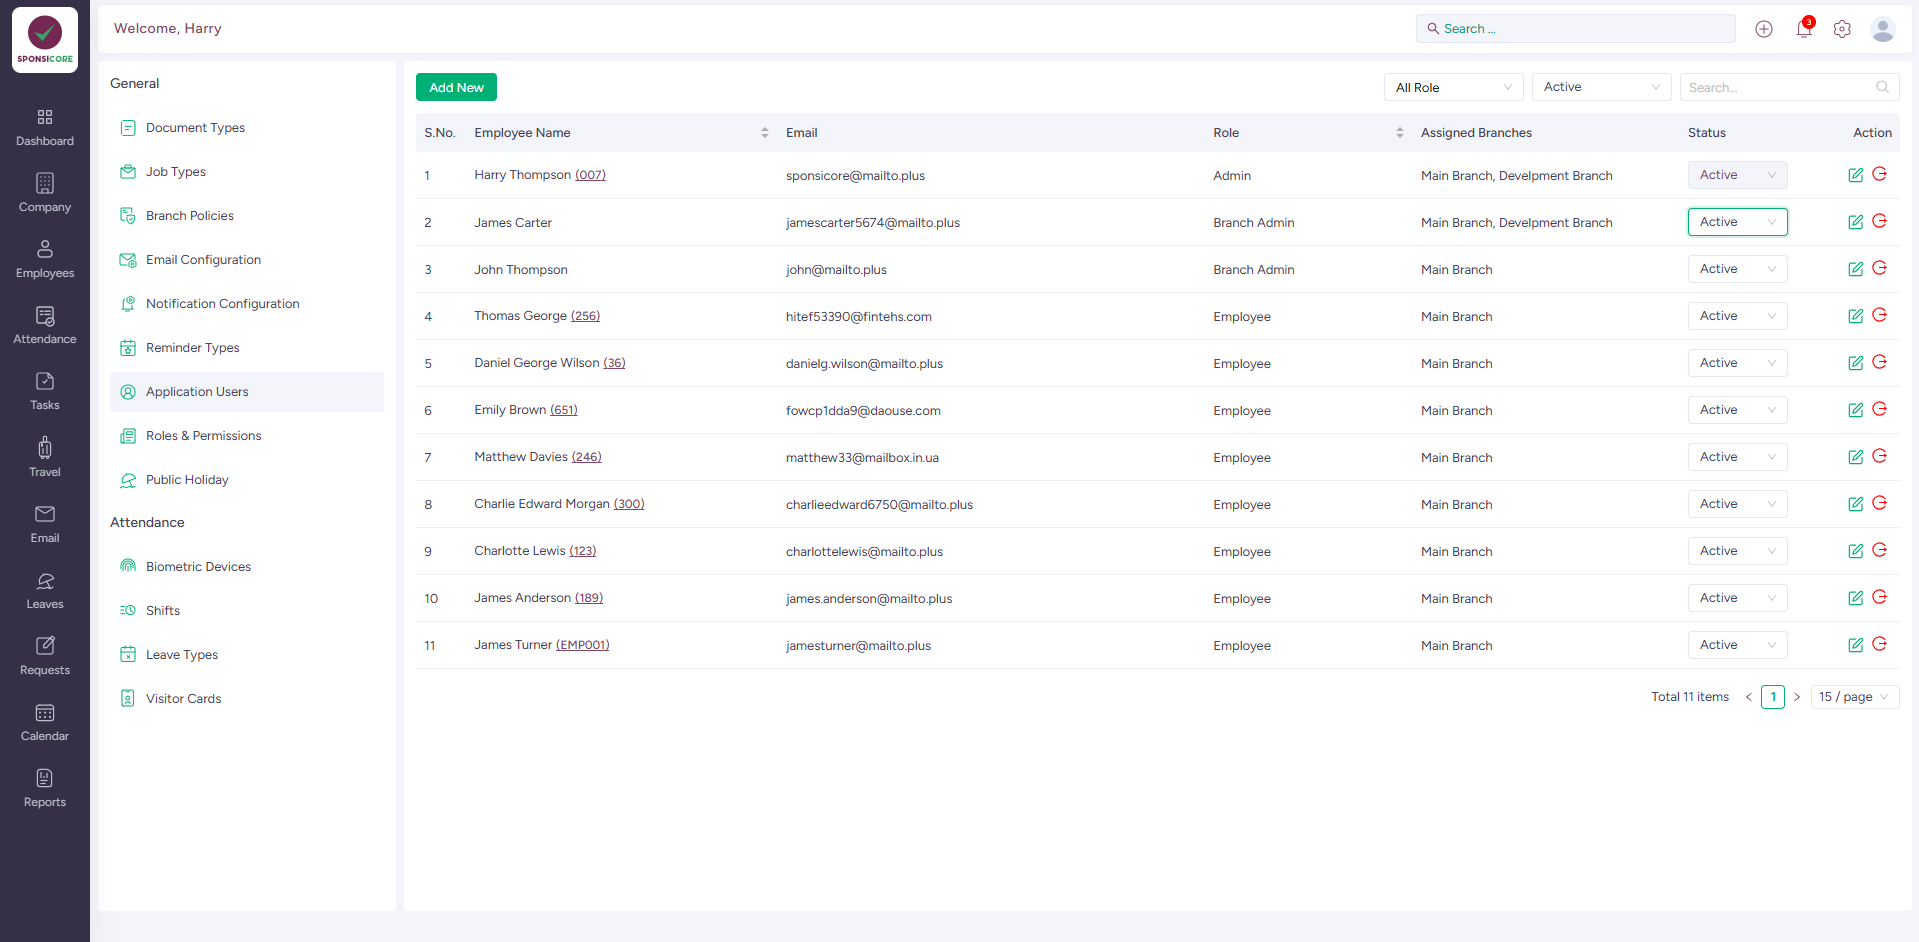 SPONSICORE
Dashboard
Company
Employees
Attendance
Tasks
Travel
Email
Leaves
Requests
Calendar
Reports
Welcome, Harry
Search ...
3
General
Document Types
Job Types
Branch Policies
Email Configuration
Notification Configuration
Reminder Types
Application Users
Roles & Permissions
Public Holiday
Attendance
Biometric Devices
Shifts
Leave Types
Visitor Cards
Add New
All Role
Active
Search...
S.No. Employee Name Email Role Assigned Branches Status Action
1 Harry Thompson (007) sponsicore@mailto.plus Admin Main Branch, Develpment Branch Active
2 James Carter jamescarter5674@mailto.plus Branch Admin Main Branch, Develpment Branch Active
3 John Thompson john@mailto.plus Branch Admin Main Branch Active
4 Thomas George (256) hitef53390@fintehs.com Employee Main Branch Active
5 Daniel George Wilson (36) danielg.wilson@mailto.plus Employee Main Branch Active
6 Emily Brown (651) fowcp1dda9@daouse.com Employee Main Branch Active
7 Matthew Davies (246) matthew33@mailbox.in.ua Employee Main Branch Active
8 Charlie Edward Morgan (300) charlieedward6750@mailto.plus Employee Main Branch Active
9 Charlotte Lewis (123) charlottelewis@mailto.plus Employee Main Branch Active
10 James Anderson (189) james.anderson@mailto.plus Employee Main Branch Active
11 James Turner (EMP001) jamesturner@mailto.plus Employee Main Branch Active
Total 11 items < 1 > 15 / page